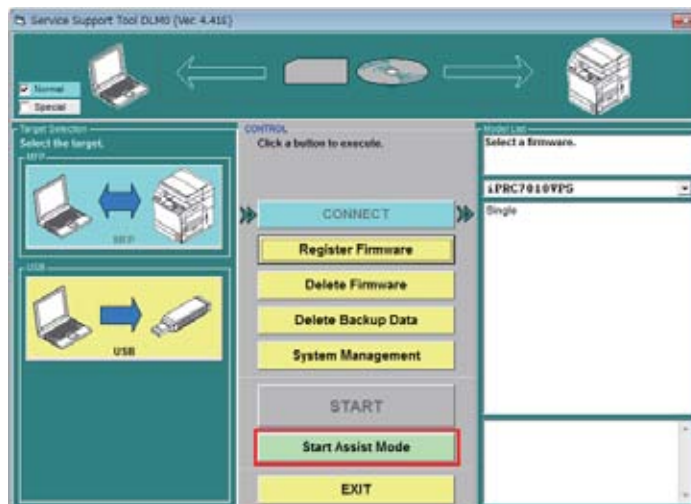 Service Support Tool DLM0 (Ver. 4.41E)
Normal
Special
Target Selection
Select the target.
MFP
MFP
USB
USB
CONTROL
Click a button to execute.
CONNECT
Register Firmware
Delete Firmware
Delete Backup Data
System Management
START
Start Assist Mode
EXIT
Model List
Select a firmware.
iPRC7010VPS
Single